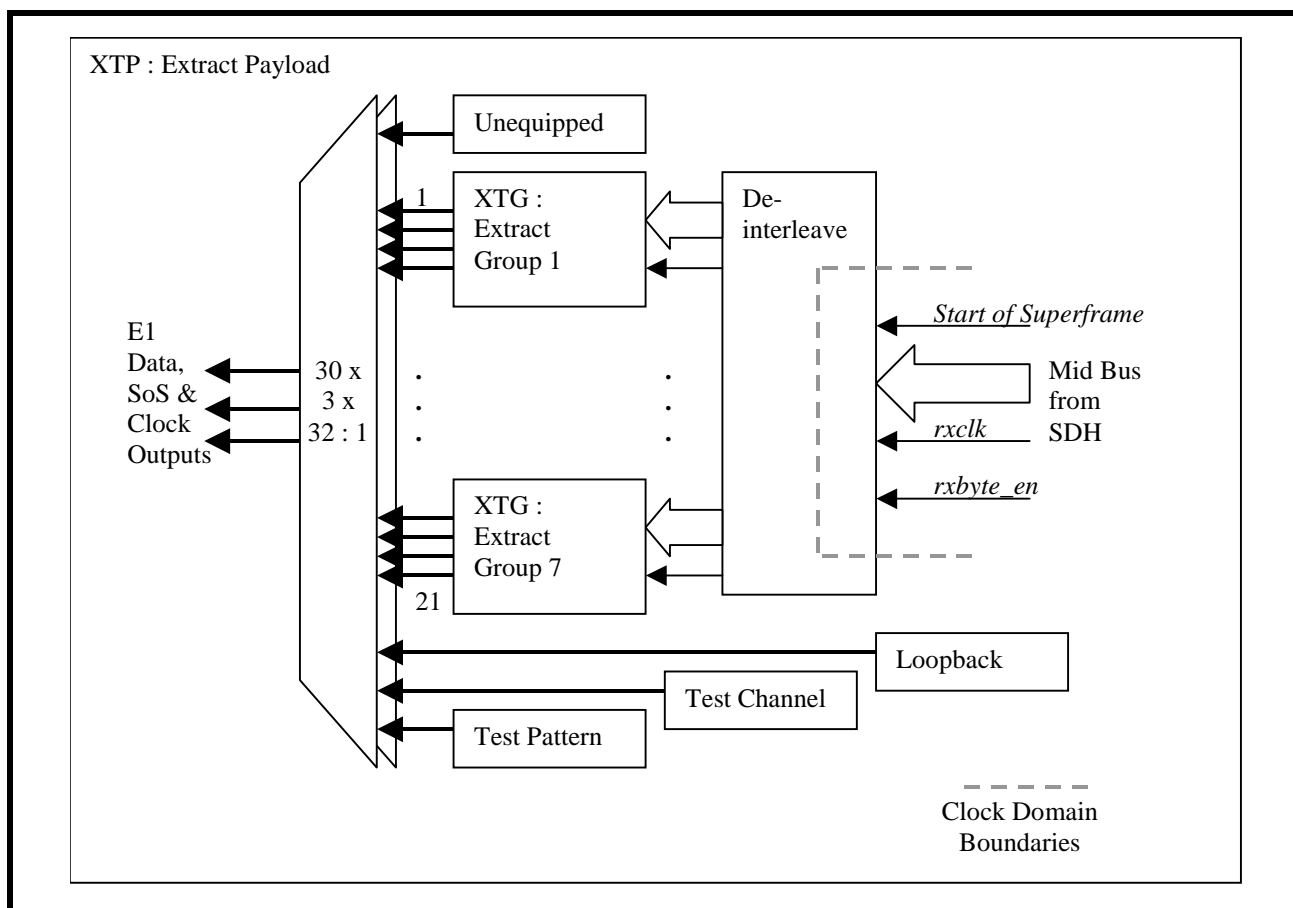 XTP : Extract Payload
Unequipped
1
XTG :
Extract
Group 1
De-
interleave
Start of Superframe
Mid Bus
from
SDH
rxclk
rxbyte_en
E1
Data,
SoS &
Clock
Outputs
30 x
3 x
32 : 1
XTG :
Extract
Group 7
21
Loopback
Test Channel
Test Pattern
Clock Domain
Boundaries